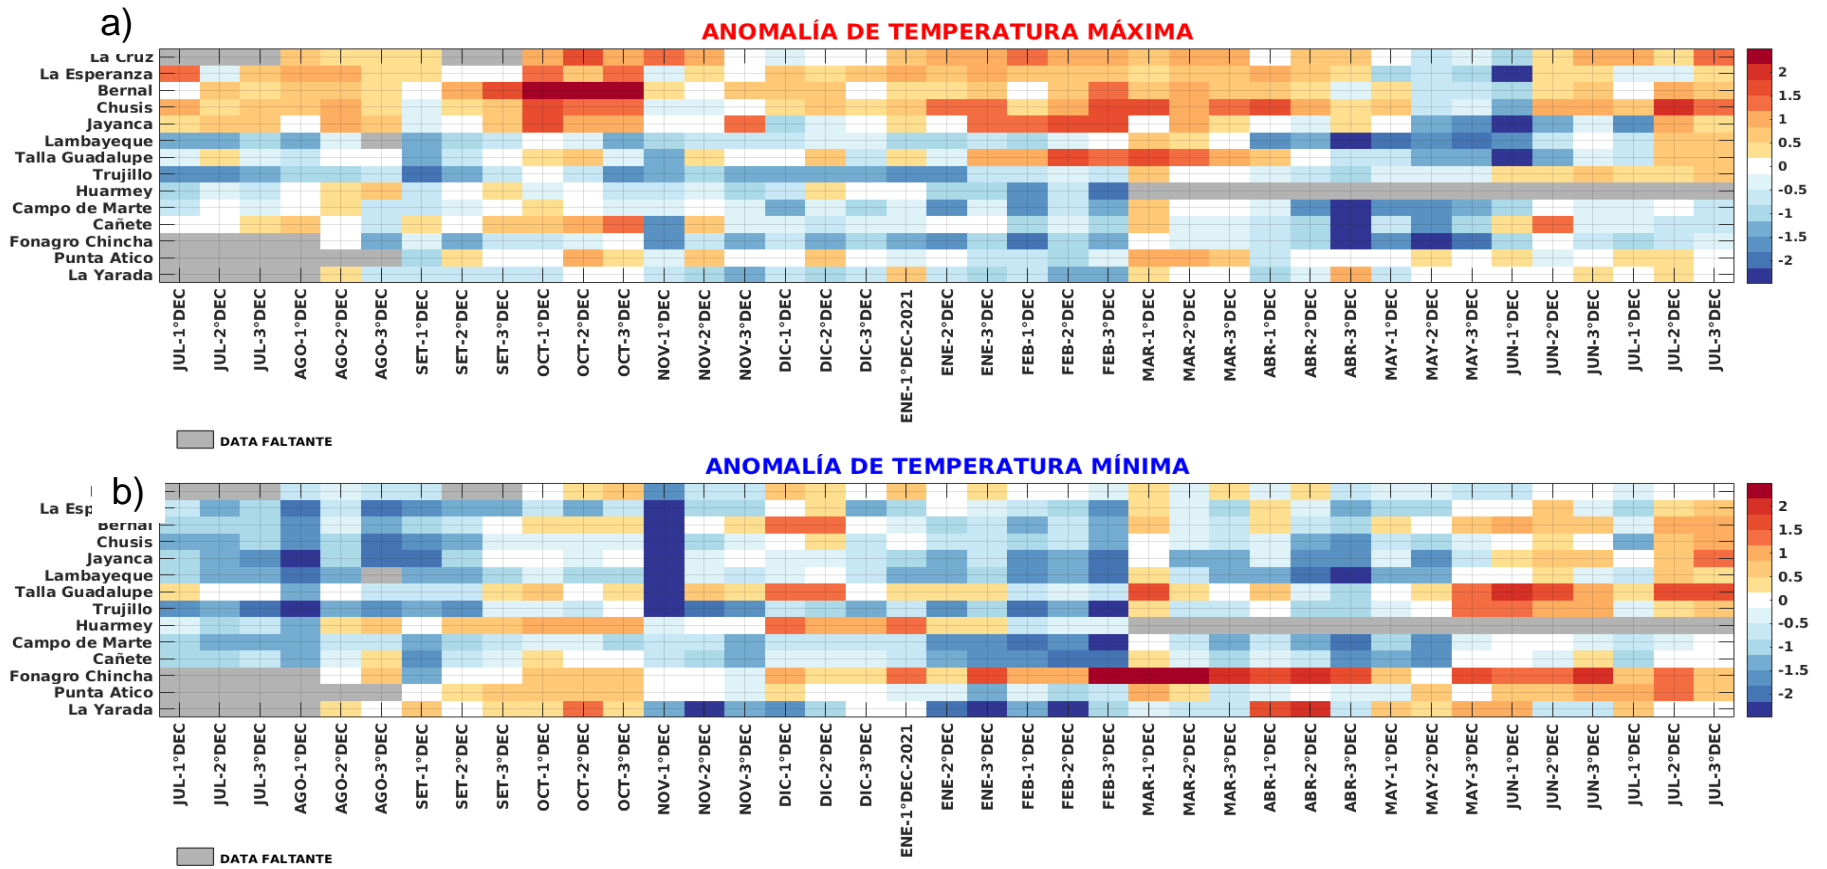 a)
ANOMALÍA DE TEMPERATURA MÁXIMA
La Cruz
La Esperanza
Bernal
Chusis
Jayanca
Lambayeque
Talla Guadalupe
Trujillo
Huarmey
Campo de Marte
Cañete
Fonagro Chincha
Punta Atico
La Yarada
2
1.5
1
0.5
0
-0.5
-1
-1.5
-2
JUL-1°DEC
JUL-2°DEC
JUL-3°DEC
AGO-1°DEC
AGO-2°DEC
AGO-3°DEC
SET-1°DEC
SET-2°DEC
SET-3°DEC
OCT-1°DEC
OCT-2°DEC
OCT-3°DEC
NOV-1°DEC
NOV-2°DEC
NOV-3°DEC
DIC-1°DEC
DIC-2°DEC
DIC-3°DEC
ENE-1°DEC-2021
ENE-2°DEC
ENE-3°DEC
FEB-1°DEC
FEB-2°DEC
FEB-3°DEC
MAR-1°DEC
MAR-2°DEC
MAR-3°DEC
ABR-1°DEC
ABR-2°DEC
ABR-3°DEC
MAY-1°DEC
MAY-2°DEC
MAY-3°DEC
JUN-1°DEC
JUN-2°DEC
JUN-3°DEC
JUL-1°DEC
JUL-2°DEC
JUL-3°DEC
DATA FALTANTE
ANOMALÍA DE TEMPERATURA MÍNIMA
b)
La Esp
Bernal
Chusis
Jayanca
Lambayeque
Talla Guadalupe
Trujillo
Huarmey
Campo de Marte
Cañete
Fonagro Chincha
Punta Atico
La Yarada
2
1.5
1
0.5
0
-0.5
-1
-1.5
-2
JUL-1°DEC
JUL-2°DEC
JUL-3°DEC
AGO-1°DEC
AGO-2°DEC
AGO-3°DEC
SET-1°DEC
SET-2°DEC
SET-3°DEC
OCT-1°DEC
OCT-2°DEC
OCT-3°DEC
NOV-1°DEC
NOV-2°DEC
NOV-3°DEC
DIC-1°DEC
DIC-2°DEC
DIC-3°DEC
ENE-1°DEC-2021
ENE-2°DEC
ENE-3°DEC
FEB-1°DEC
FEB-2°DEC
FEB-3°DEC
MAR-1°DEC
MAR-2°DEC
MAR-3°DEC
ABR-1°DEC
ABR-2°DEC
ABR-3°DEC
MAY-1°DEC
MAY-2°DEC
MAY-3°DEC
JUN-1°DEC
JUN-2°DEC
JUN-3°DEC
JUL-1°DEC
JUL-2°DEC
JUL-3°DEC
DATA FALTANTE